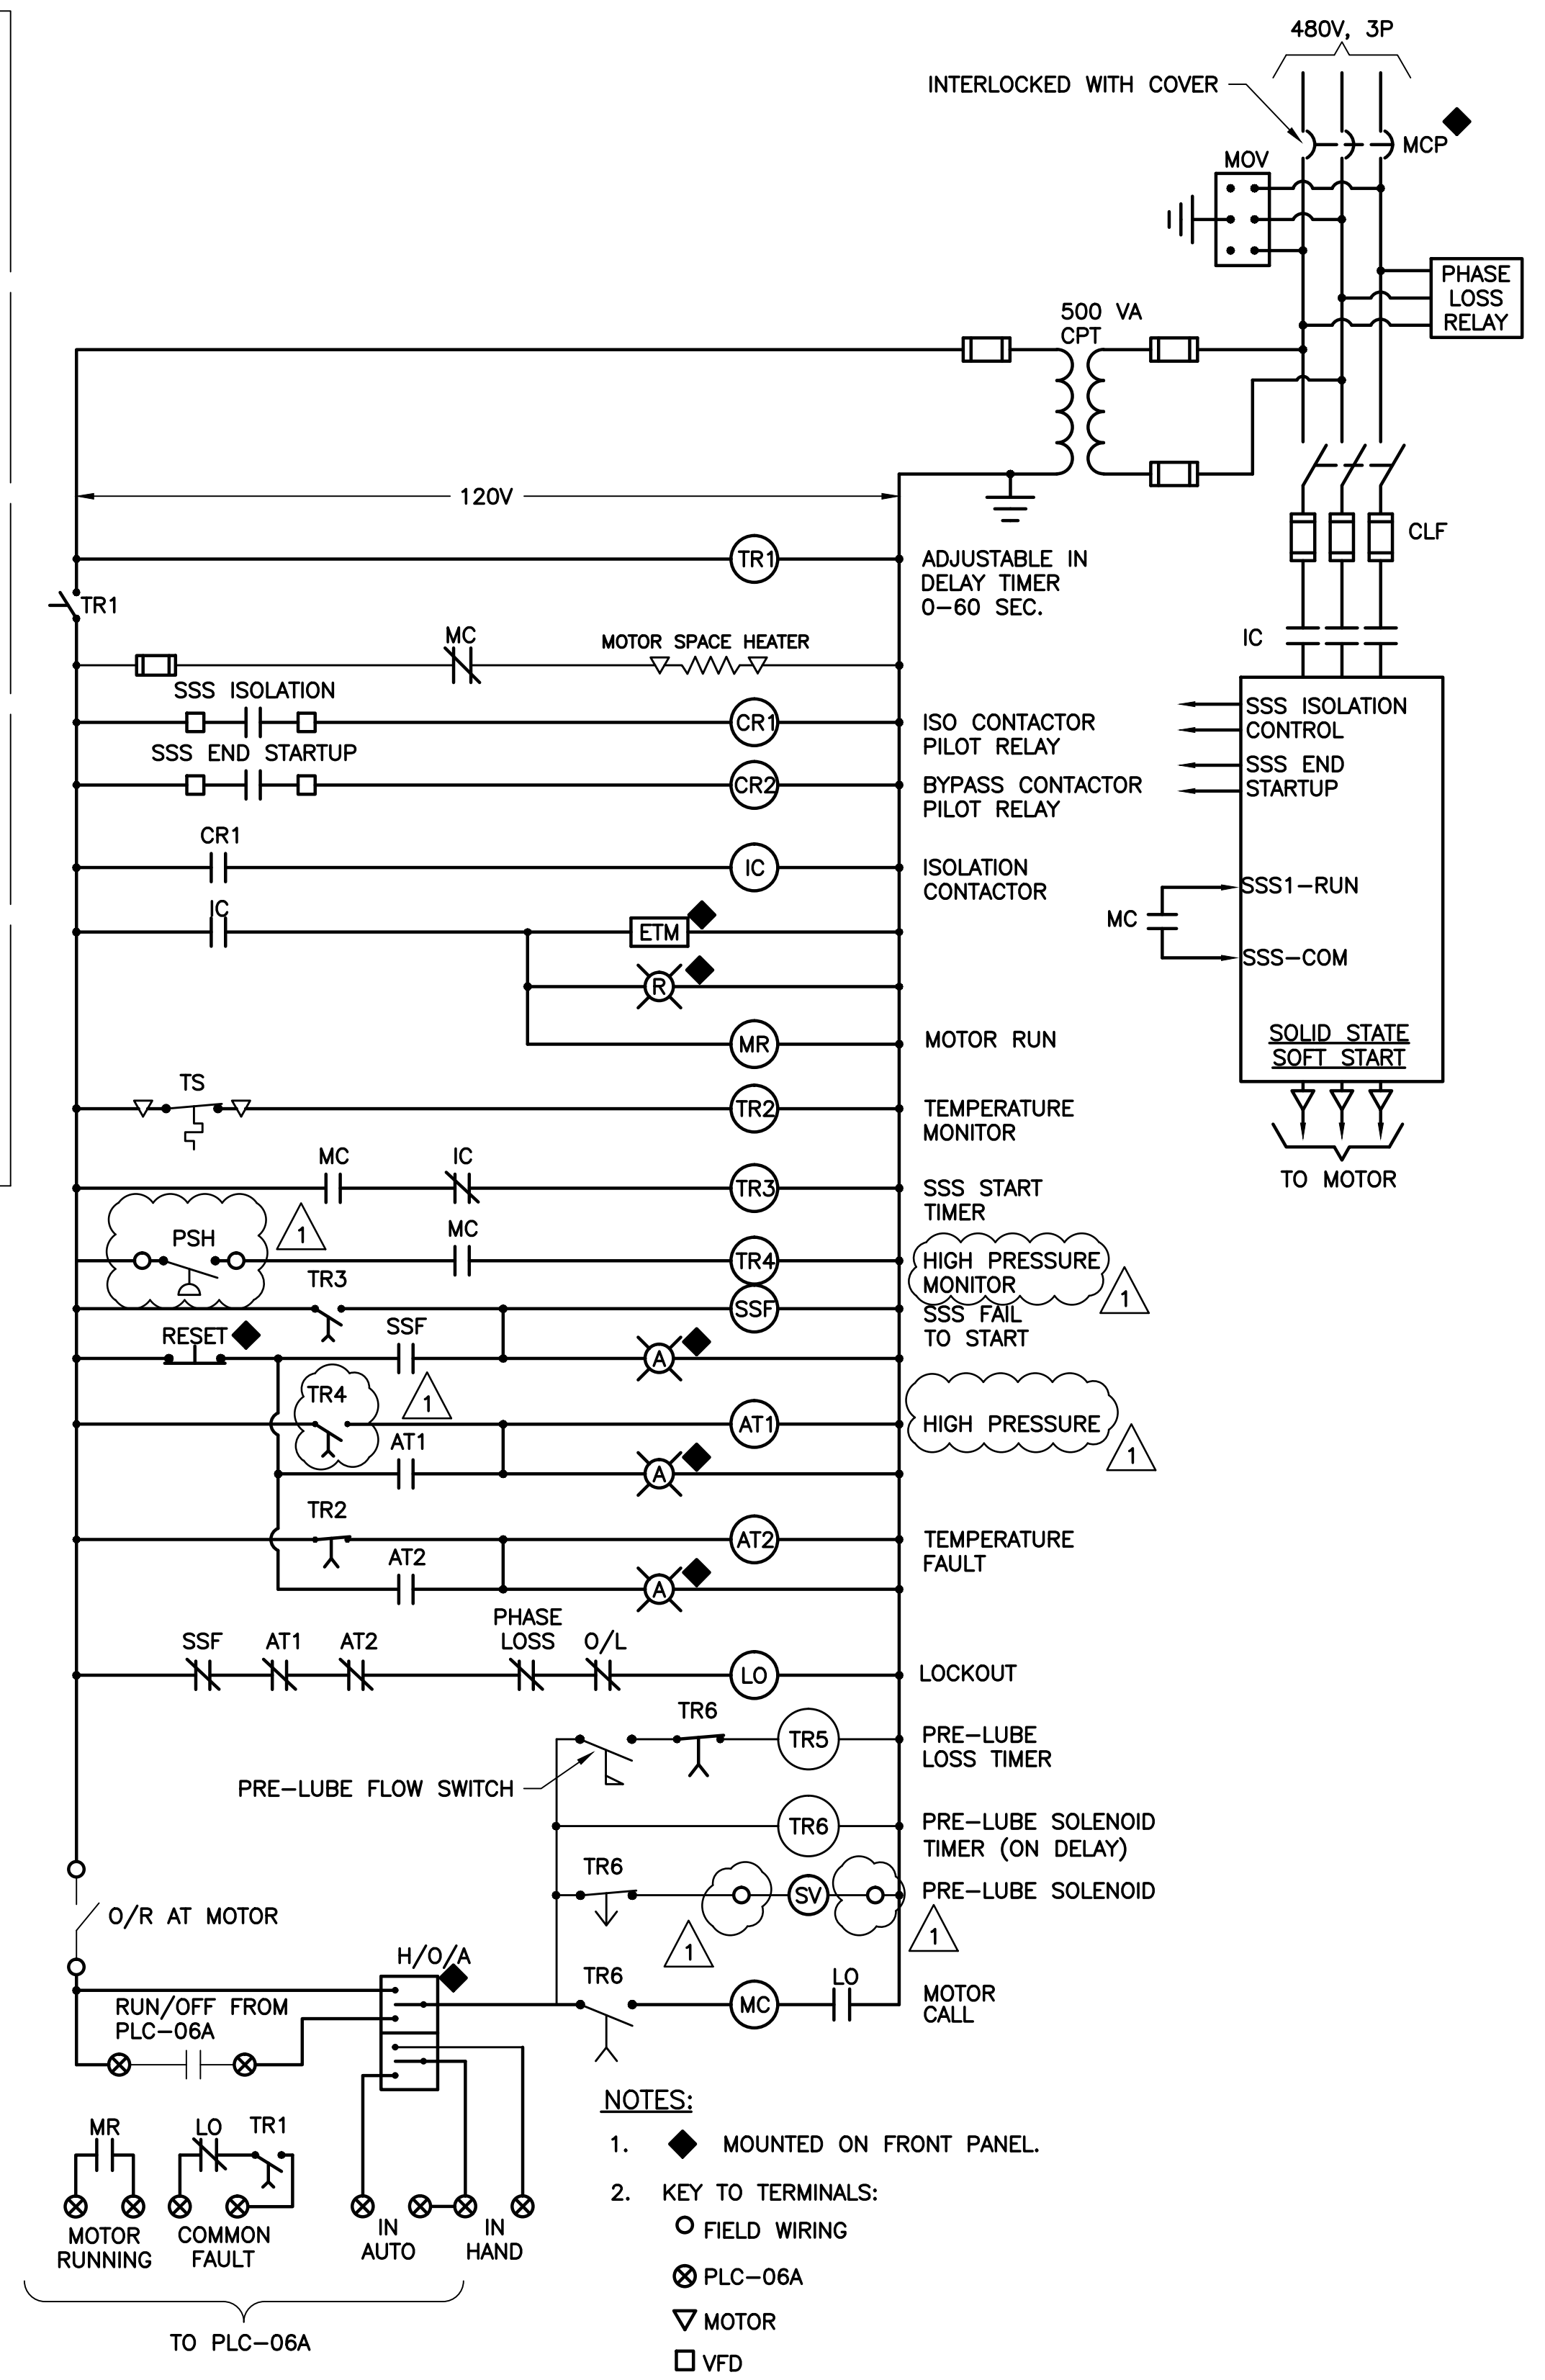 480V, 3P
INTERLOCKED WITH COVER
MCP
MOV
PHASE
LOSS
RELAY
500 VA
CPT
120V
CLF
TR1
ADJUSTABLE IN
DELAY TIMER
0-60 SEC.
TR1
MC
MOTOR SPACE HEATER
IC
SSS ISOLATION
CR1
ISO CONTACTOR
PILOT RELAY
SSS ISOLATION
CONTROL
SSS END STARTUP
CR2
BYPASS CONTACTOR
PILOT RELAY
SSS END
STARTUP
CR1
IC
ISOLATION
CONTACTOR
SSS1-RUN
MC
SSS-COM
SOLID STATE
SOFT START
TO MOTOR
IC
ETM
R
MR
MOTOR RUN
TS
TR2
TEMPERATURE
MONITOR
MC
IC
TR3
SSS START
TIMER
PSH
1
MC
TR4
HIGH PRESSURE
MONITOR
1
TR3
SSF
SSS FAIL
TO START
RESET
SSF
A
TR4
1
AT1
HIGH PRESSURE
1
AT1
A
TR2
AT2
TEMPERATURE
FAULT
AT2
A
SSF
AT1
AT2
PHASE
LOSS
O/L
LO
LOCKOUT
TR6
TR5
PRE-LUBE
LOSS TIMER
PRE-LUBE FLOW SWITCH
TR6
PRE-LUBE SOLENOID
TIMER (ON DELAY)
TR6
SV
PRE-LUBE SOLENOID
1
1
O/R AT MOTOR
H/O/A
TR6
MC
LO
MOTOR
CALL
RUN/OFF FROM
PLC-06A
MR
LO
TR1
MOTOR
RUNNING
COMMON
FAULT
IN
AUTO
IN
HAND
TO PLC-06A
NOTES:
1. MOUNTED ON FRONT PANEL.
2. KEY TO TERMINALS:
FIELD WIRING
PLC-06A
MOTOR
VFD